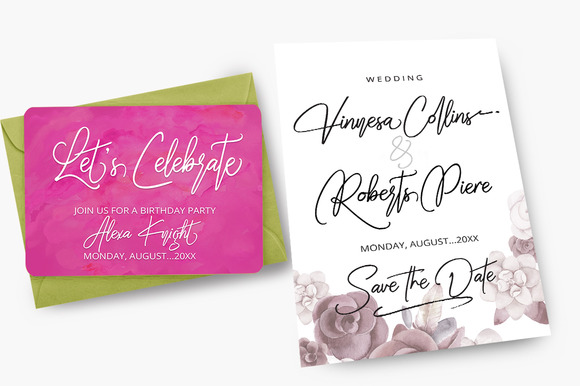 Let's Celebrate
JOIN US FOR A BIRTHDAY PARTY
Alexa Knight
MONDAY, AUGUST...20XX
WEDDING
Vinnesa Collins
&
Roberts Piere
MONDAY, AUGUST...20XX
Save the Date